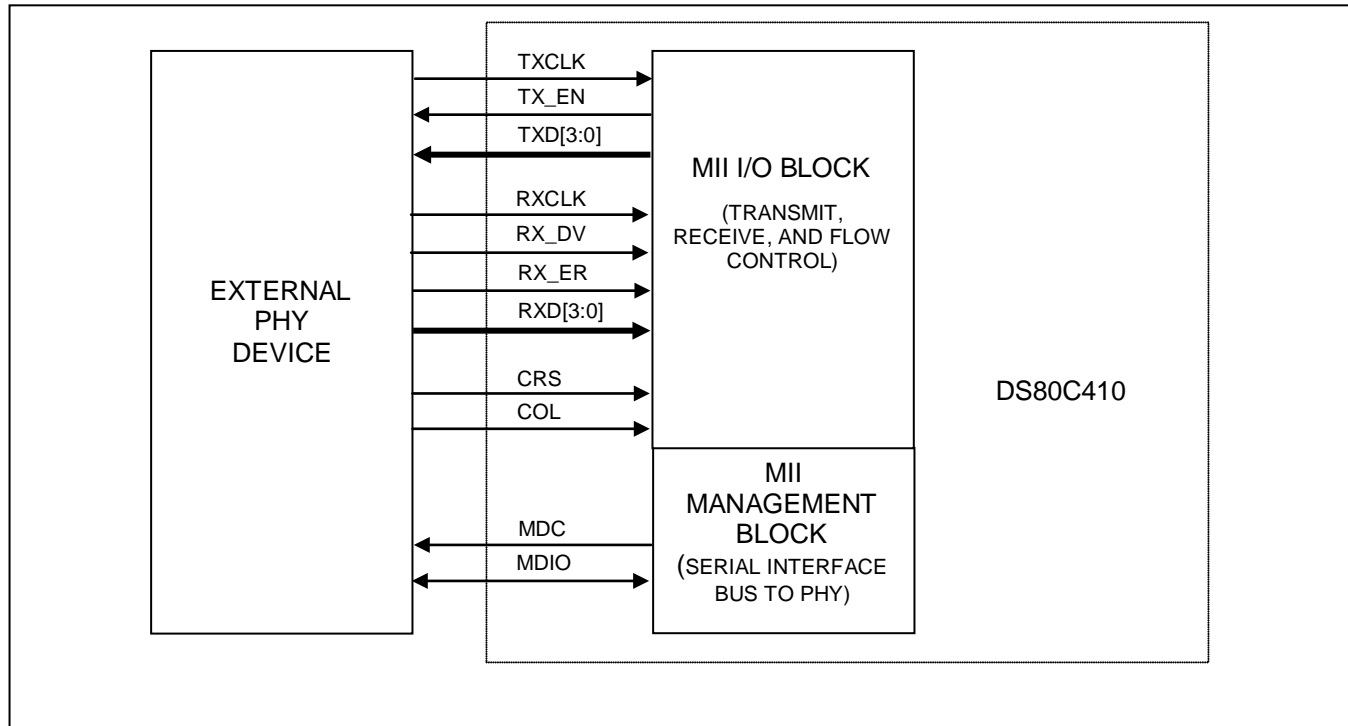 TXCLK
TX_EN
TXD[3:0]
RXCLK
RX_DV
RX_ER
RXD[3:0]
CRS
COL
MDC
MDIO
EXTERNAL
PHY
DEVICE
MII I/O BLOCK
(TRANSMIT,
RECEIVE, AND FLOW
CONTROL)
MII
MANAGEMENT
BLOCK
(SERIAL INTERFACE
BUS TO PHY)
DS80C410